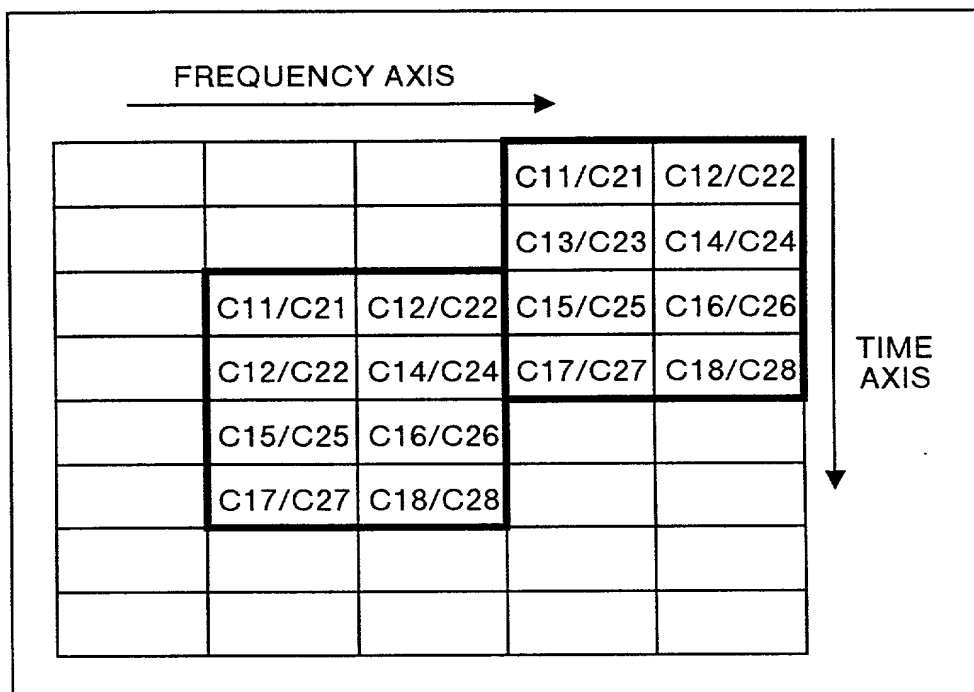 FREQUENCY AXIS
C11/C21 C12/C22
C13/C23 C14/C24
C11/C21 C12/C22 C15/C25 C16/C26
C12/C22 C14/C24 C17/C27 C18/C28
TIME
AXIS
C15/C25 C16/C26
C17/C27 C18/C28